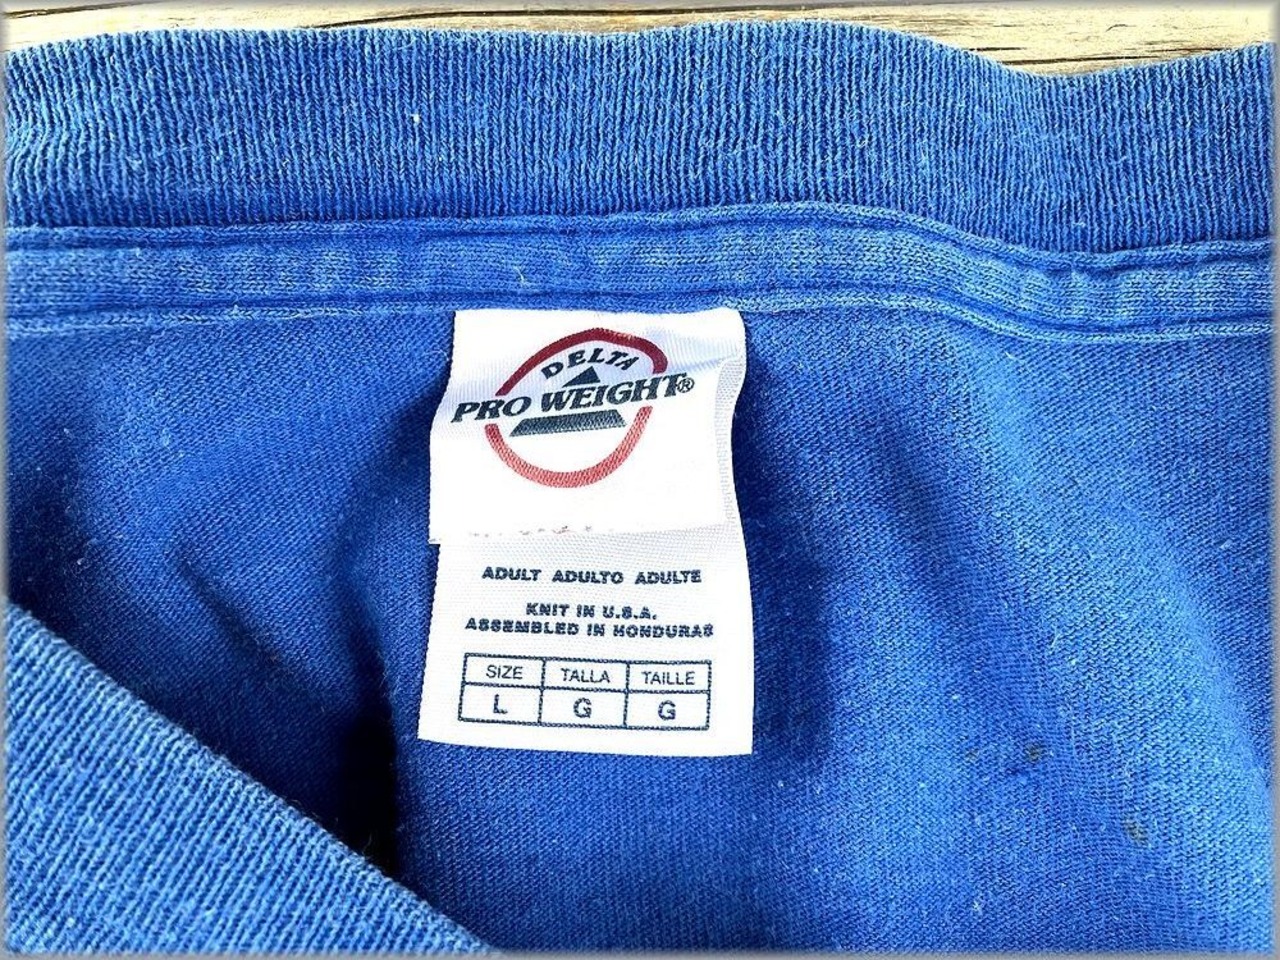 DELTA
PRO WEIGHT®
ADULT ADULTO ADULTE
KNIT IN U.S.A.
ASSEMBLED IN HONDURAS
SIZE TALLA TAILLE
L G G